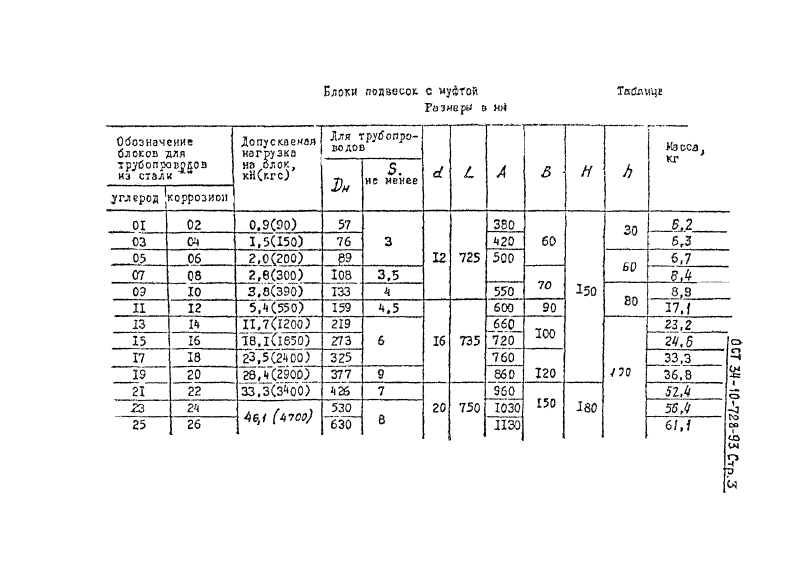 Блоки подвесок с муфтой Таблица
Размеры в мм
Обозначение блоков для трубопроводов из стали ** Допускаемая нагрузка на блок, кН(кгс) Для трубопроводов d L A B H h Масса, кг
углерод коррозион Dн S. не менее
01 02 0,9(90) 57 3 12 725 380 60 150 30 6,2
03 04 1,5(150) 76 420 6,3
05 06 2,0(200) 89 500 60 6,7
07 08 2,8(300) 108 3,5 70 8,4
09 10 3,8(390) 133 4 550 80 8,8
11 12 5,4(550) 159 4,5 16 735 600 90 17,1
13 14 11,7(1200) 219 6 660 100 23,2
15 16 18,1(1850) 273 720 24,6
17 18 23,5(2400) 325 760 120 33,3
19 20 28,4(2900) 377 9 860 36,8
21 22 33,3(3400) 426 7 20 750 960 150 180 52,4
23 24 46,1(4700) 530 8 1030 56,4
25 26 630 1130 61,1
ОСТ 34-10-728-93 Стр.3